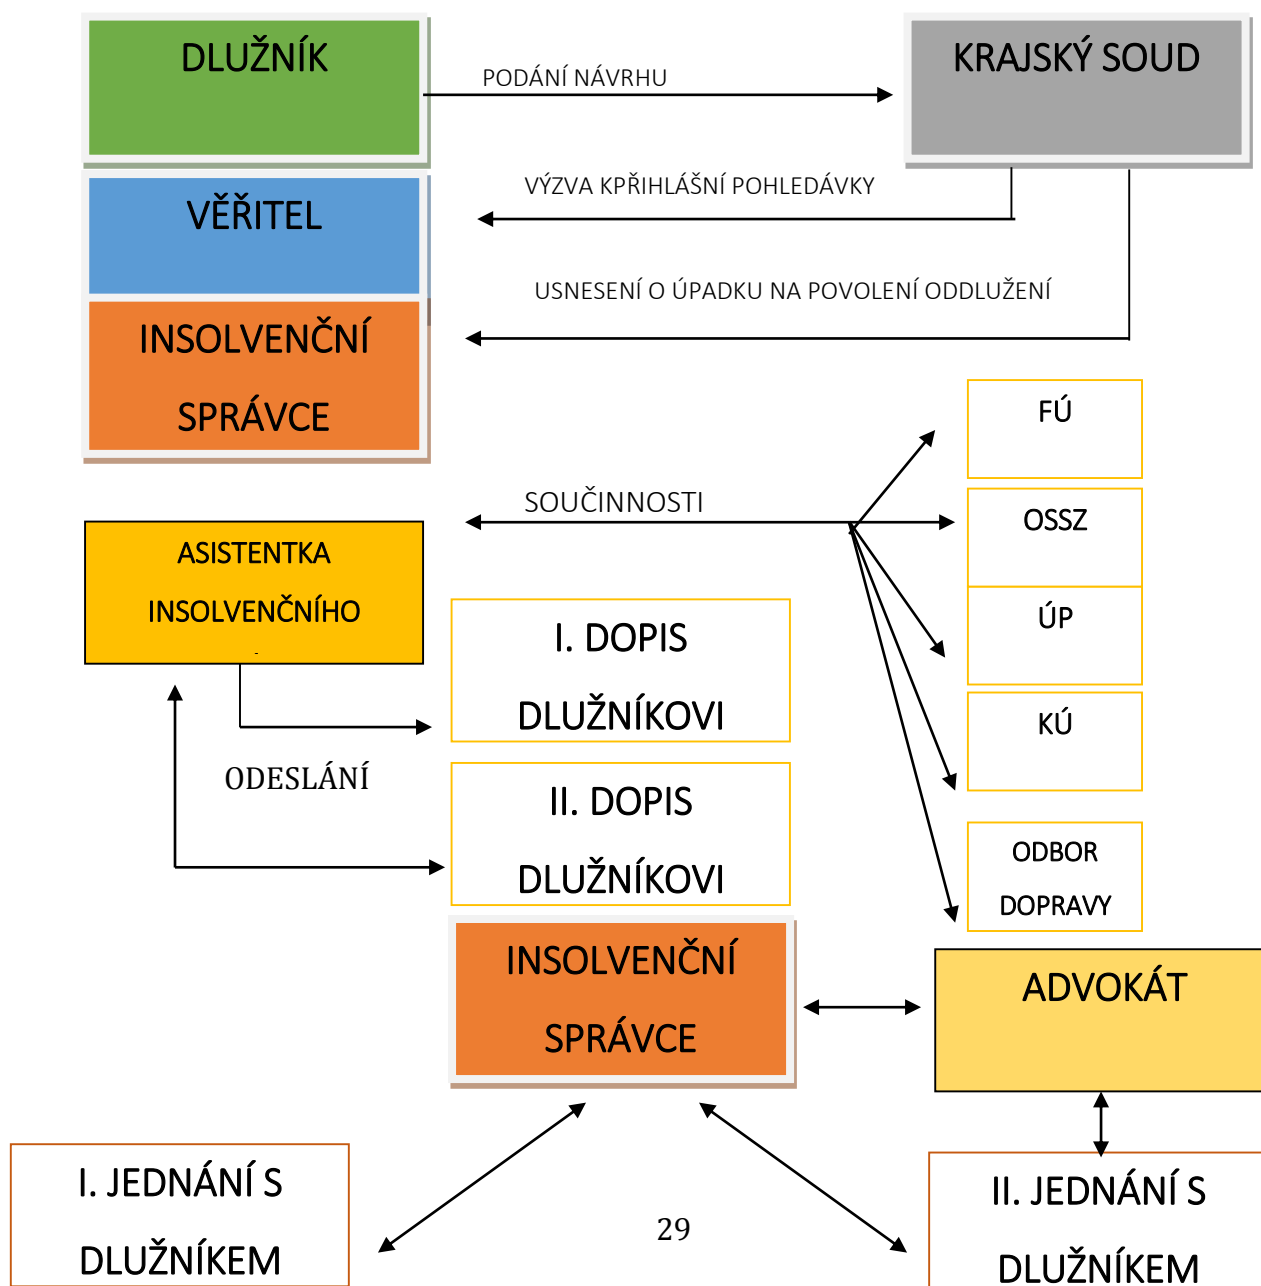 DLUŽNÍK
PODÁNÍ NÁVRHU
KRAJSKÝ SOUD
VĚŘITEL
VÝZVA KPŘIHLÁŠNÍ POHLEDÁVKY
USNESENÍ O ÚPADKU NA POVOLENÍ ODDLUŽENÍ
INSOLVENČNÍ
SPRÁVCE
FÚ
SOUČINNOSTI
OSSZ
ASISTENTKA
INSOLVENČNÍHO
ÚP
I. DOPIS
DLUŽNÍKOVI
KÚ
ODESLÁNÍ
II. DOPIS
DLUŽNÍKOVI
ODBOR
DOPRAVY
INSOLVENČNÍ
SPRÁVCE
ADVOKÁT
I. JEDNÁNÍ S
DLUŽNÍKEM
II. JEDNÁNÍ S
DLUŽNÍKEM
29